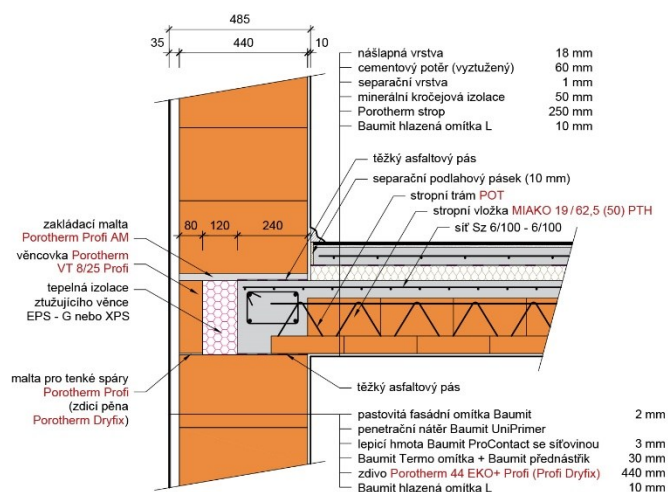 485
35 440 10
nášlapná vrstva 18 mm
cementový potěr (vyztužený) 60 mm
separační vrstva 1 mm
minerální kročejová izolace 50 mm
Porotherm strop 250 mm
Baumit hlazená omítka L 10 mm
těžký asfaltový pás
separační podlahový pásek (10 mm)
stropní trám POT
stropní vložka MIAKO 19 / 62,5 (50) PTH
síť Sz 6/100 - 6/100
80 120 240
zakládací malta
Porotherm Profi AM
věncovka Porotherm
VT 8/25 Profi
tepelná izolace
ztužujícího věnce
EPS - G nebo XPS
malta pro tenké spáry
Porotherm Profi
(zdicí pěna
Porotherm Dryfix)
těžký asfaltový pás
pastovitá fasádní omítka Baumit 2 mm
penetrační nátěr Baumit UniPrimer
lepicí hmota Baumit ProContact se síťovinou 3 mm
Baumit Termo omítka + Baumit přednástřik 30 mm
zdivo Porotherm 44 EKO+ Profi (Profi Dryfix) 440 mm
Baumit hlazená omítka L 10 mm